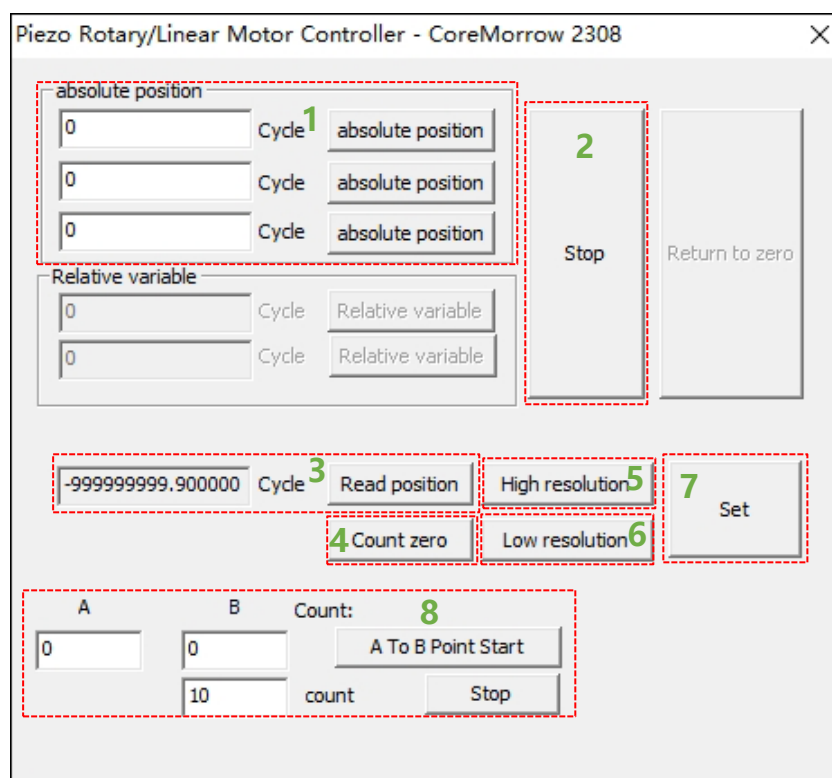 Piezo Rotary/Linear Motor Controller - CoreMorrow 2308
absolute position
0 Cycle 1 absolute position
0 Cycle absolute position
0 Cycle absolute position
2
Stop
Return to zero
Relative variable
0 Cycle Relative variable
0 Cycle Relative variable
-999999999.900000 Cycle 3 Read position
High resolution 5
7
Set
4 Count zero
Low resolution 6
A B Count: 8
0 0 A To B Point Start
10 count Stop